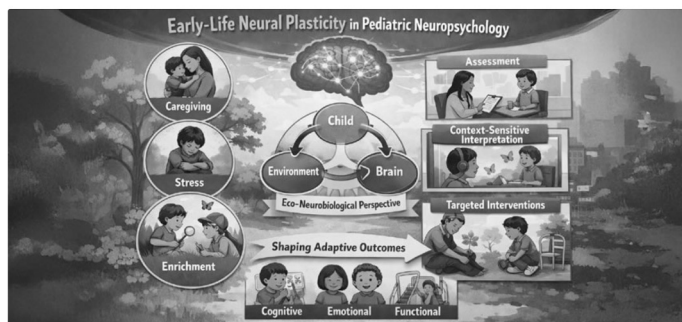 Early-Life Neural Plasticity in Pediatric Neuropsychology
Caregiving
Stress
Enrichment
Child
Environment
Brain
Eco-Neurobiological Perspective
Assessment
Context-Sensitive
Interpretation
Targeted Interventions
Shaping Adaptive Outcomes
Cognitive
Emotional
Functional